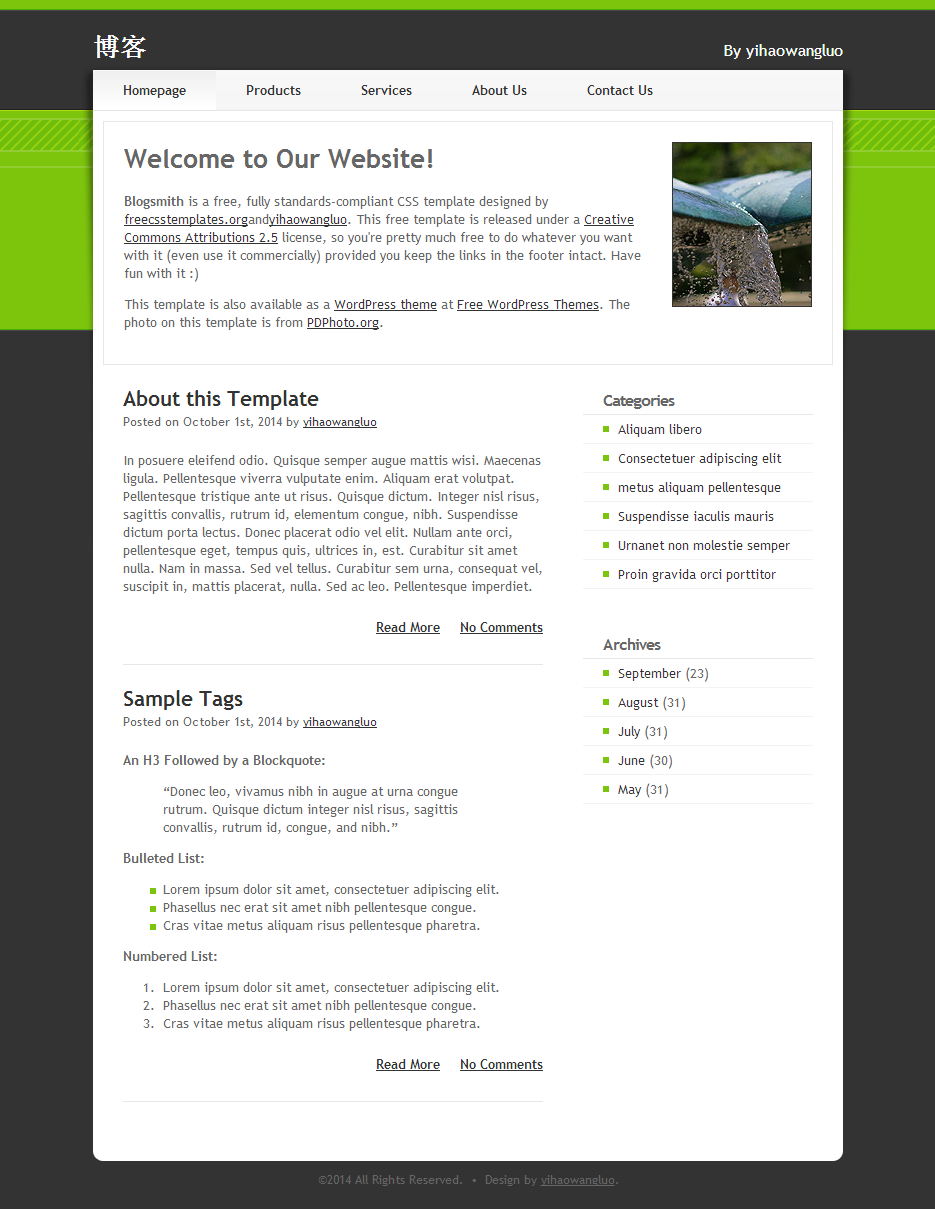 博客
By yihaowangluo
Homepage Products Services About Us Contact Us
Welcome to Our Website!
Blogsmith is a free, fully standards-compliant CSS template designed by
freecsstemplates.organdyihaowangluo. This free template is released under a Creative
Commons Attributions 2.5 license, so you're pretty much free to do whatever you want
with it (even use it commercially) provided you keep the links in the footer intact. Have
fun with it :)
This template is also available as a WordPress theme at Free WordPress Themes. The
photo on this template is from PDPhoto.org.
About this Template
Posted on October 1st, 2014 by yihaowangluo
In posuere eleifend odio. Quisque semper augue mattis wisi. Maecenas
ligula. Pellentesque viverra vulputate enim. Aliquam erat volutpat.
Pellentesque tristique ante ut risus. Quisque dictum. Integer nisl risus,
sagittis convallis, rutrum id, elementum congue, nibh. Suspendisse
dictum porta lectus. Donec placerat odio vel elit. Nullam ante orci,
pellentesque eget, tempus quis, ultrices in, est. Curabitur sit amet
nulla. Nam in massa. Sed vel tellus. Curabitur sem urna, consequat vel,
suscipit in, mattis placerat, nulla. Sed ac leo. Pellentesque imperdiet.
Read More No Comments
Sample Tags
Posted on October 1st, 2014 by yihaowangluo
An H3 Followed by a Blockquote:
“Donec leo, vivamus nibh in augue at urna congue
rutrum. Quisque dictum integer nisl risus, sagittis
convallis, rutrum id, congue, and nibh.”
Bulleted List:
Lorem ipsum dolor sit amet, consectetuer adipiscing elit.
Phasellus nec erat sit amet nibh pellentesque congue.
Cras vitae metus aliquam risus pellentesque pharetra.
Numbered List:
1. Lorem ipsum dolor sit amet, consectetuer adipiscing elit.
2. Phasellus nec erat sit amet nibh pellentesque congue.
3. Cras vitae metus aliquam risus pellentesque pharetra.
Read More No Comments
Categories
Aliquam libero
Consectetuer adipiscing elit
metus aliquam pellentesque
Suspendisse iaculis mauris
Urnanet non molestie semper
Proin gravida orci porttitor
Archives
September (23)
August (31)
July (31)
June (30)
May (31)
©2014 All Rights Reserved. • Design by yihaowangluo.